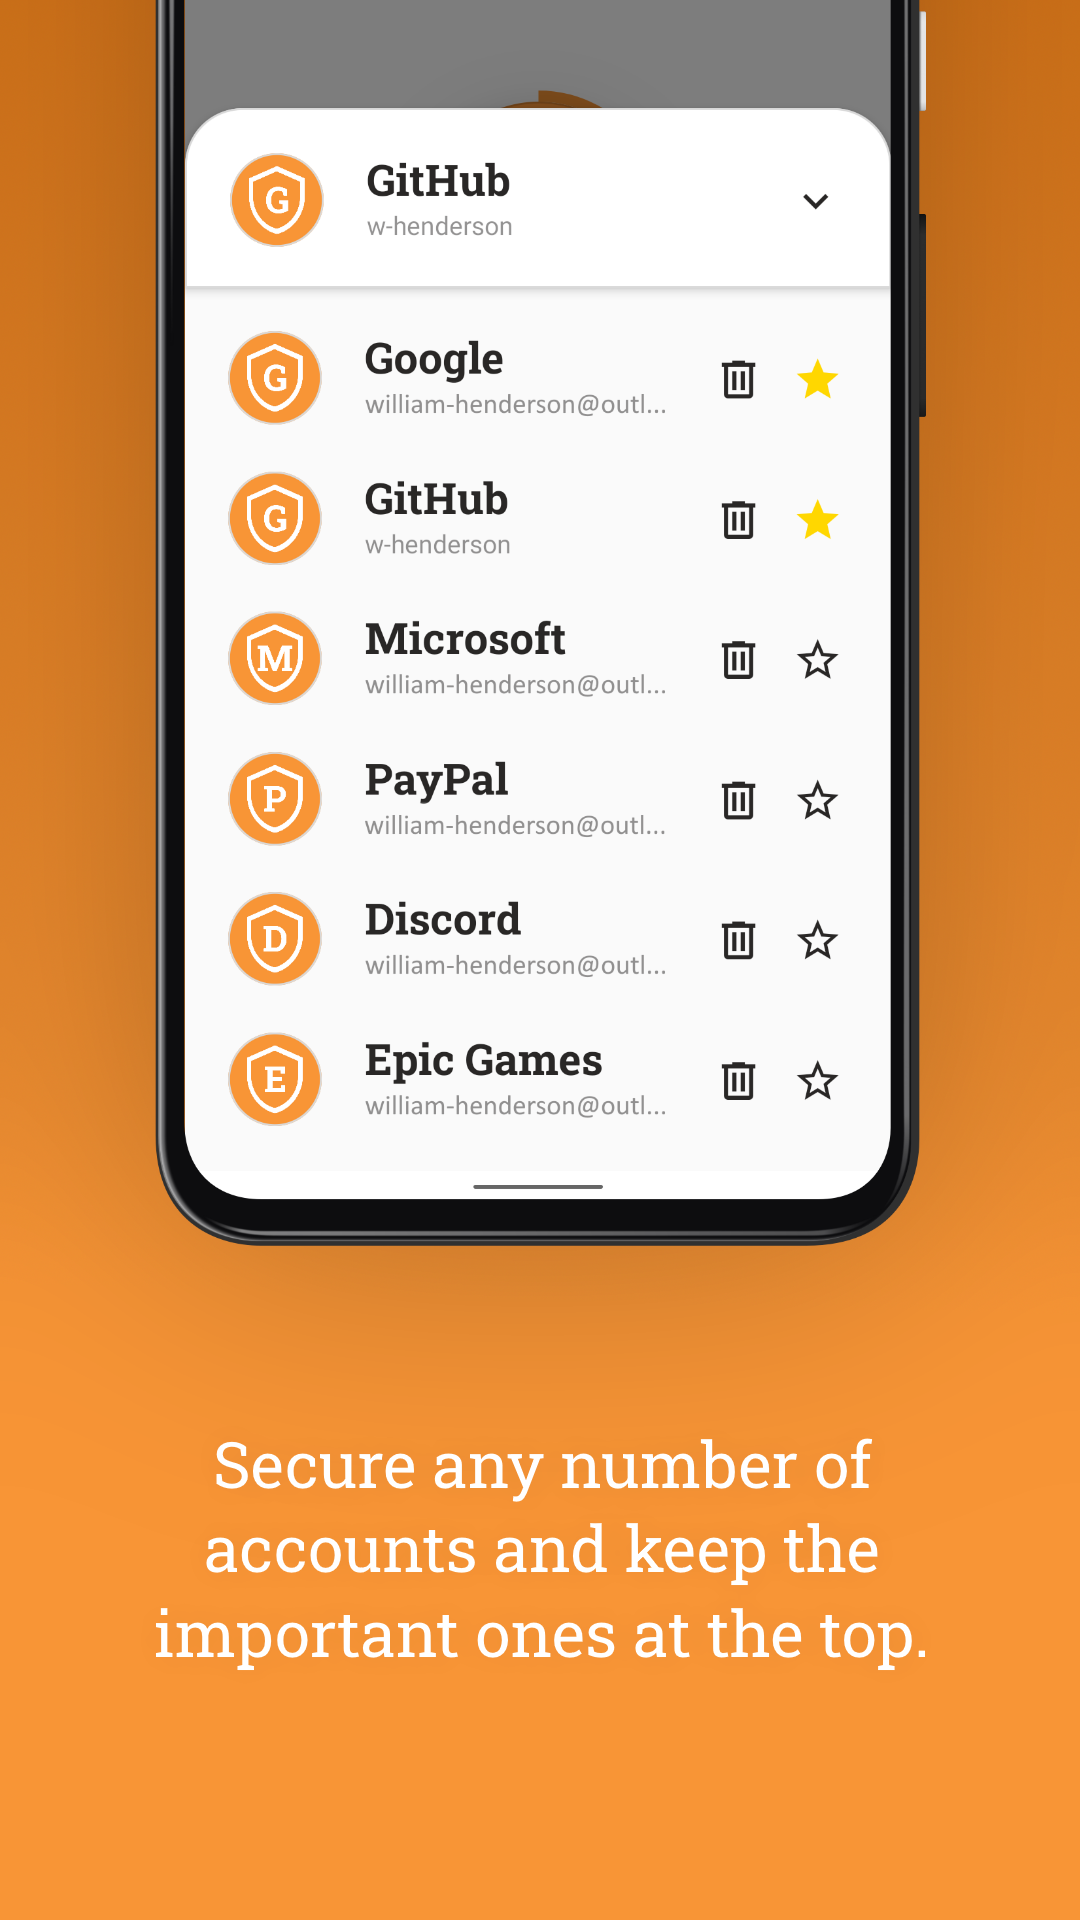 G
GitHub
w-henderson
G
Google
william-henderson@outl...
G
GitHub
w-henderson
M
Microsoft
william-henderson@outl...
P
PayPal
william-henderson@outl...
D
Discord
william-henderson@outl...
E
Epic Games
william-henderson@outl...
Secure any number of
accounts and keep the
important ones at the top.